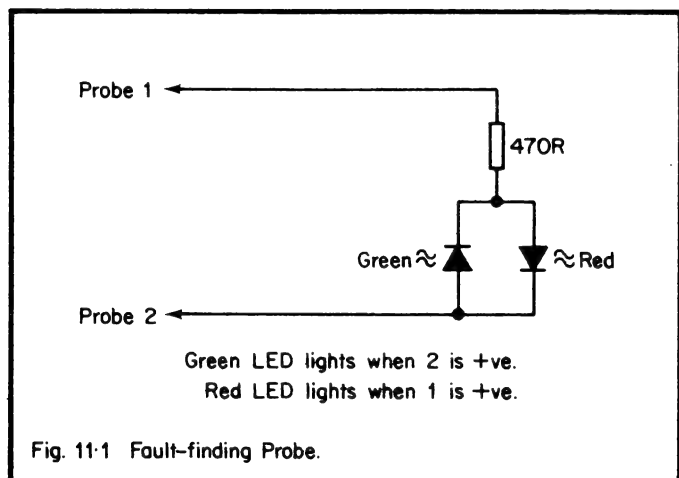 Probe 1
470R
Green
Red
Probe 2
Green LED lights when 2 is +ve.
Red LED lights when 1 is +ve.
Fig. 11·1 Fault-finding Probe.